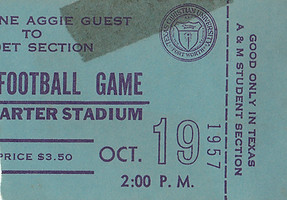 NE AGGIE GUEST
TO
DET SECTION
FOOTBALL GAME
ARTER STADIUM
PRICE $3.50
OCT. 19
1957
2:00 P. M.
GOOD ONLY IN TEXAS
A & M STUDENT SECTION